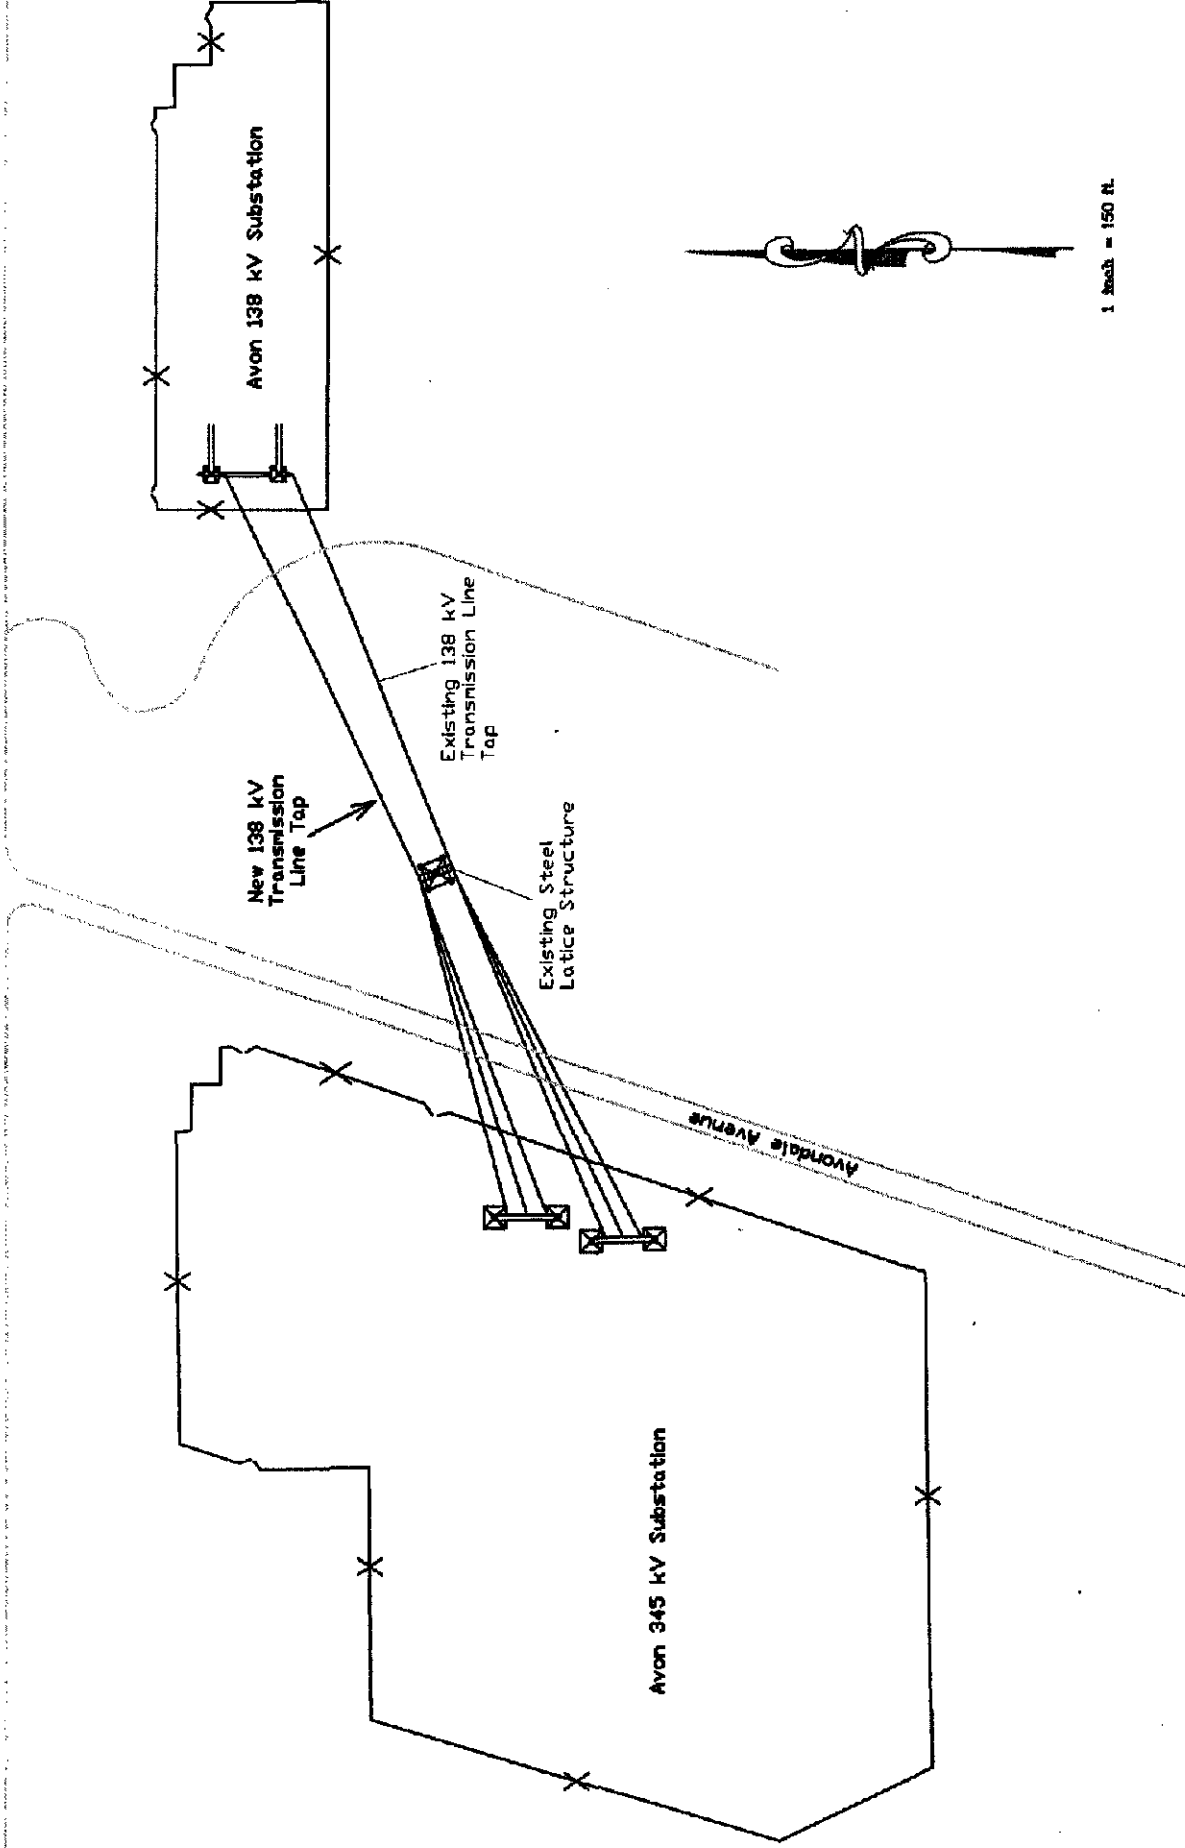 Avon 138 kV Substation
New 138 kV
Transmission
Line Tap
Existing 138 kV
Transmission Line
Tap
Existing Steel
Latice Structure
Avondale Avenue
Avon 345 kV Substation
1 inch = 150 ft.